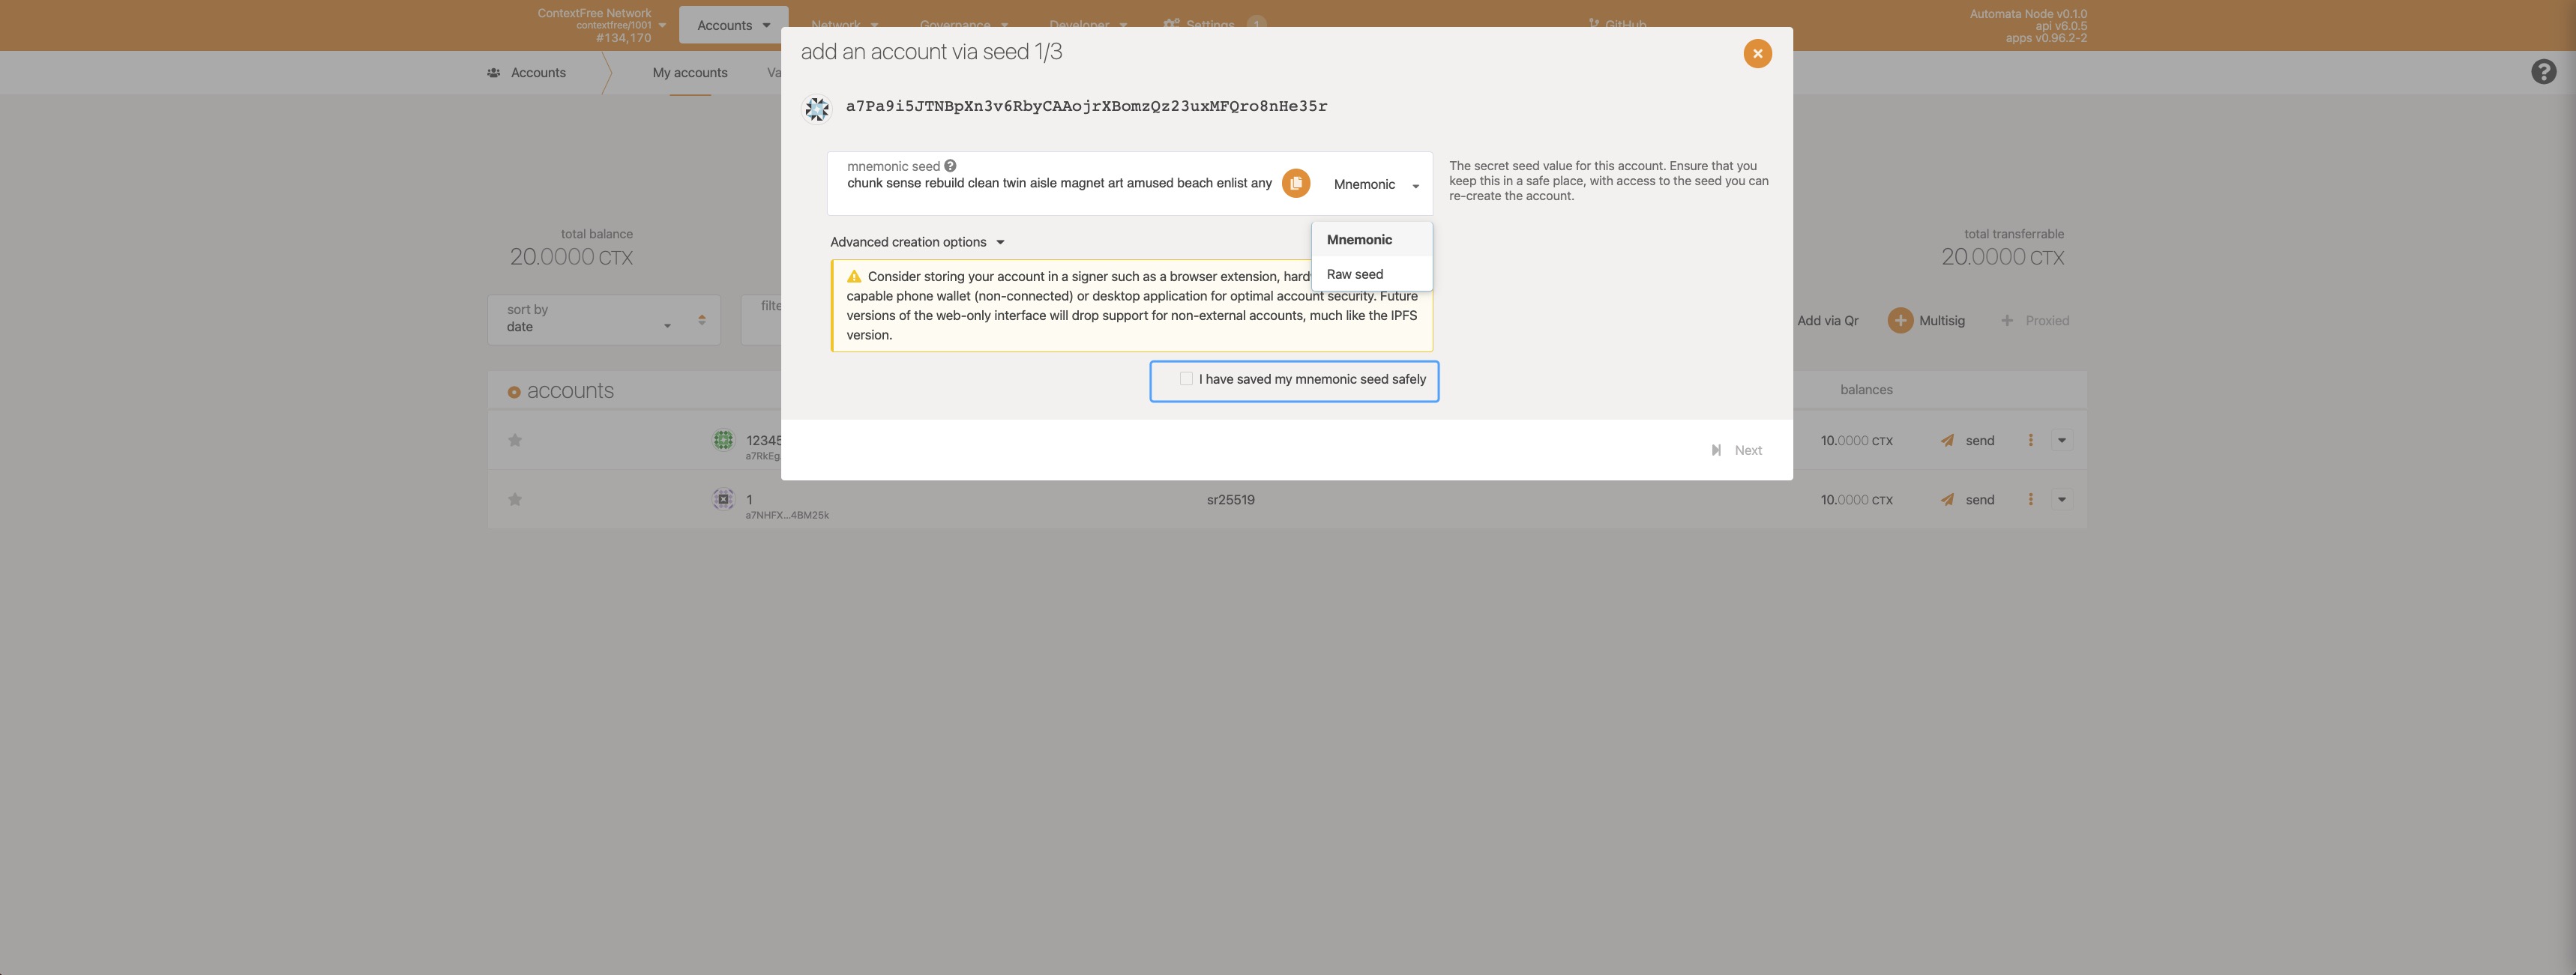 ContextFree Network
contextfree/1001
#134,170
Accounts
Network
Governance
Developer
Settings
1
GitHub
Automata Node v0.1.0
api v6.0.5
apps v0.96.2-2
Accounts
My accounts
Va
add an account via seed 1/3
a7Pa9i5JTNBpXn3v6RbyCAAojrXBomzQz23uxMFQro8nHe35r
mnemonic seed
chunk sense rebuild clean twin aisle magnet art amused beach enlist any
Mnemonic
The secret seed value for this account. Ensure that you
keep this in a safe place, with access to the seed you can
re-create the account.
Mnemonic
Raw seed
Advanced creation options
Consider storing your account in a signer such as a browser extension, hard
capable phone wallet (non-connected) or desktop application for optimal account security. Future
versions of the web-only interface will drop support for non-external accounts, much like the IPFS
version.
I have saved my mnemonic seed safely
Next
total balance
20.0000 CTX
total transferrable
20.0000 CTX
sort by
date
filte
Add via Qr
Multisig
Proxied
accounts
balances
12345
a7RkEg
10.0000 CTX
send
1
a7NHFX...4BM25k
sr25519
10.0000 CTX
send